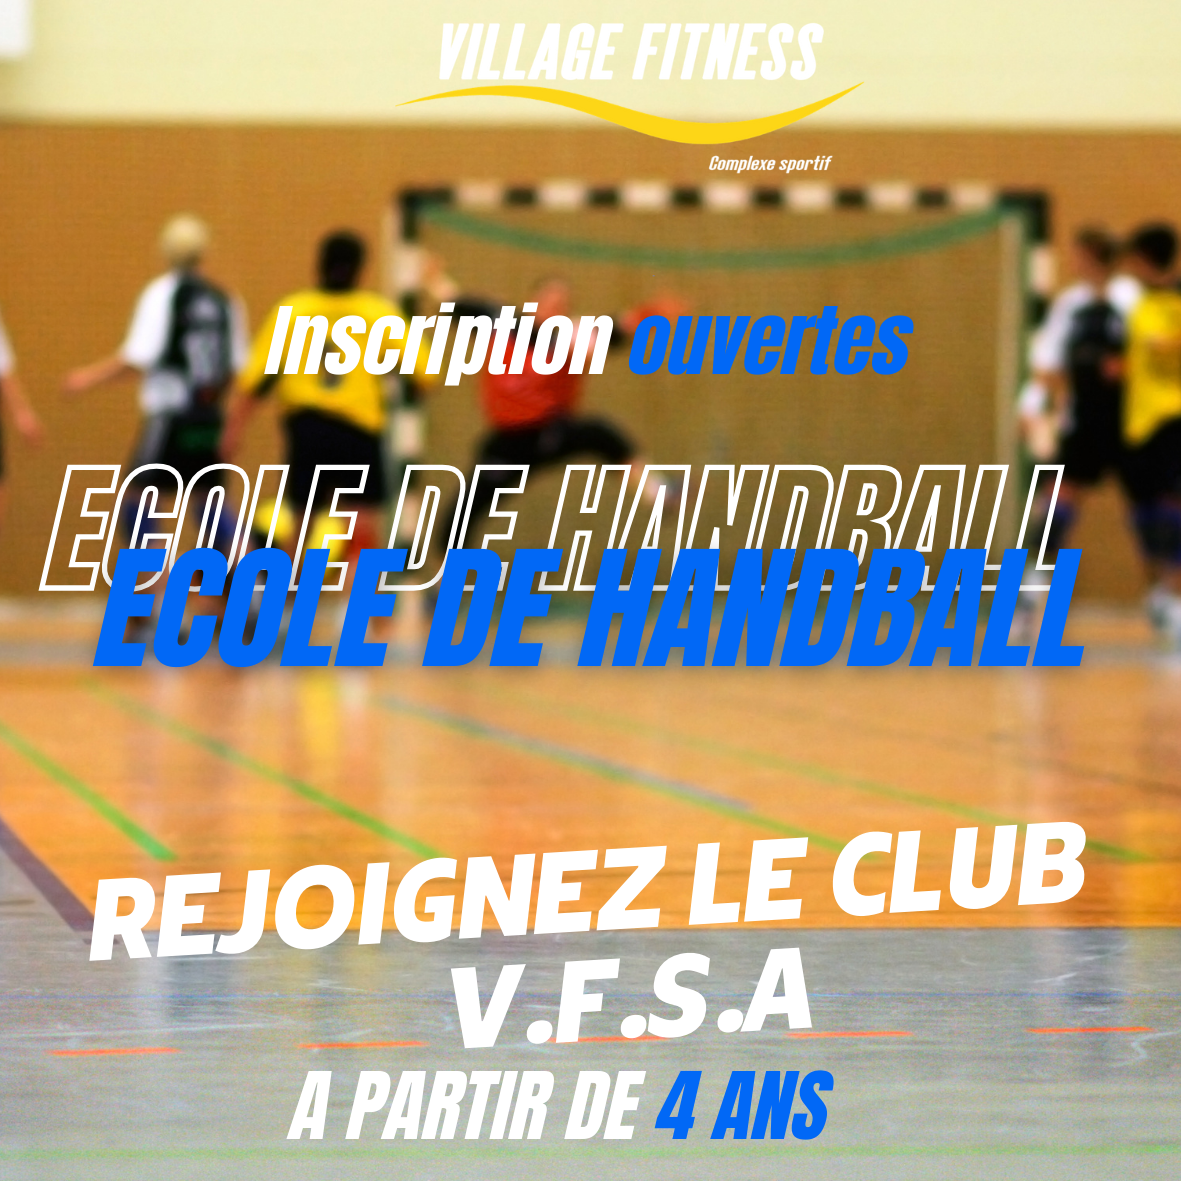 VILLAGE FITNESS
Complexe sportif
Inscription ouvertes
ECOLE DE HANDBALL
ECOLE DE HANDBALL
REJOIGNEZ LE CLUB
V.F.S.A
A PARTIR DE 4 ANS